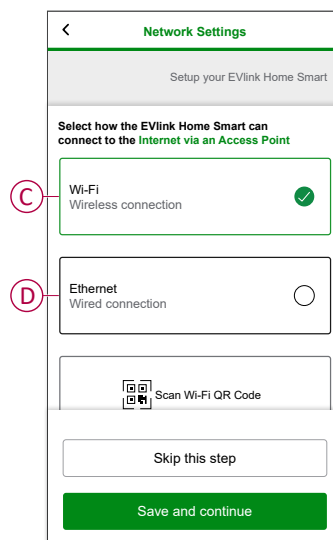 Network Settings
Setup your EVlink Home Smart
Select how the EVlink Home Smart can
connect to the Internet via an Access Point
C
Wi-Fi
Wireless connection
D
Ethernet
Wired connection
Scan Wi-Fi QR Code
Skip this step
Save and continue